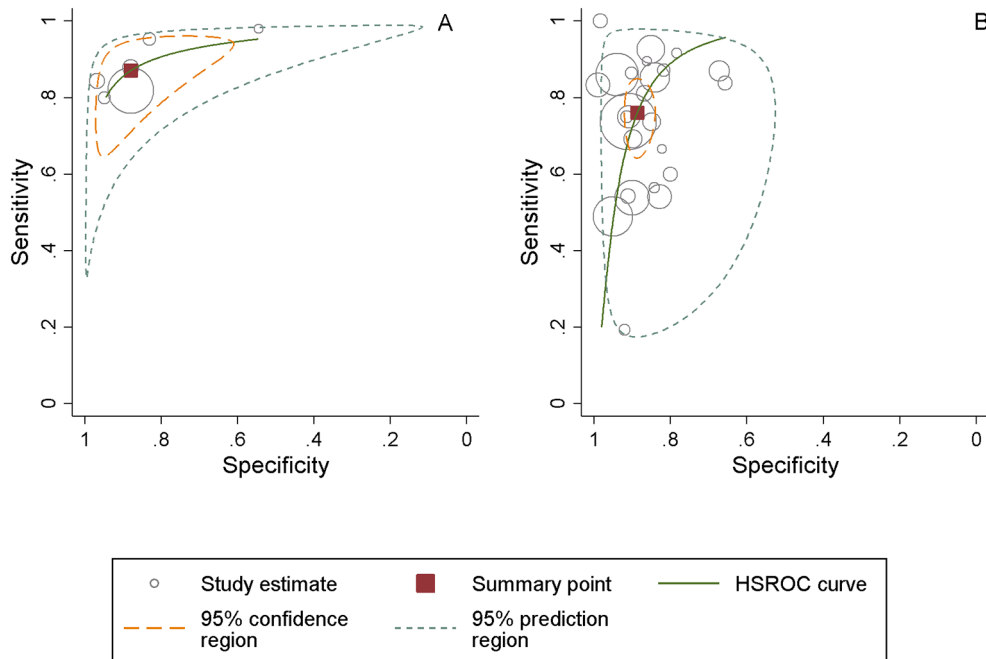 A
Sensitivity
1
.8
.6
.4
.2
0
1 .8 .6 .4 .2 0
Specificity
B
Sensitivity
1
.8
.6
.4
.2
0
1 .8 .6 .4 .2 0
Specificity
Study estimate Summary point HSROC curve
95% confidence region
95% prediction region